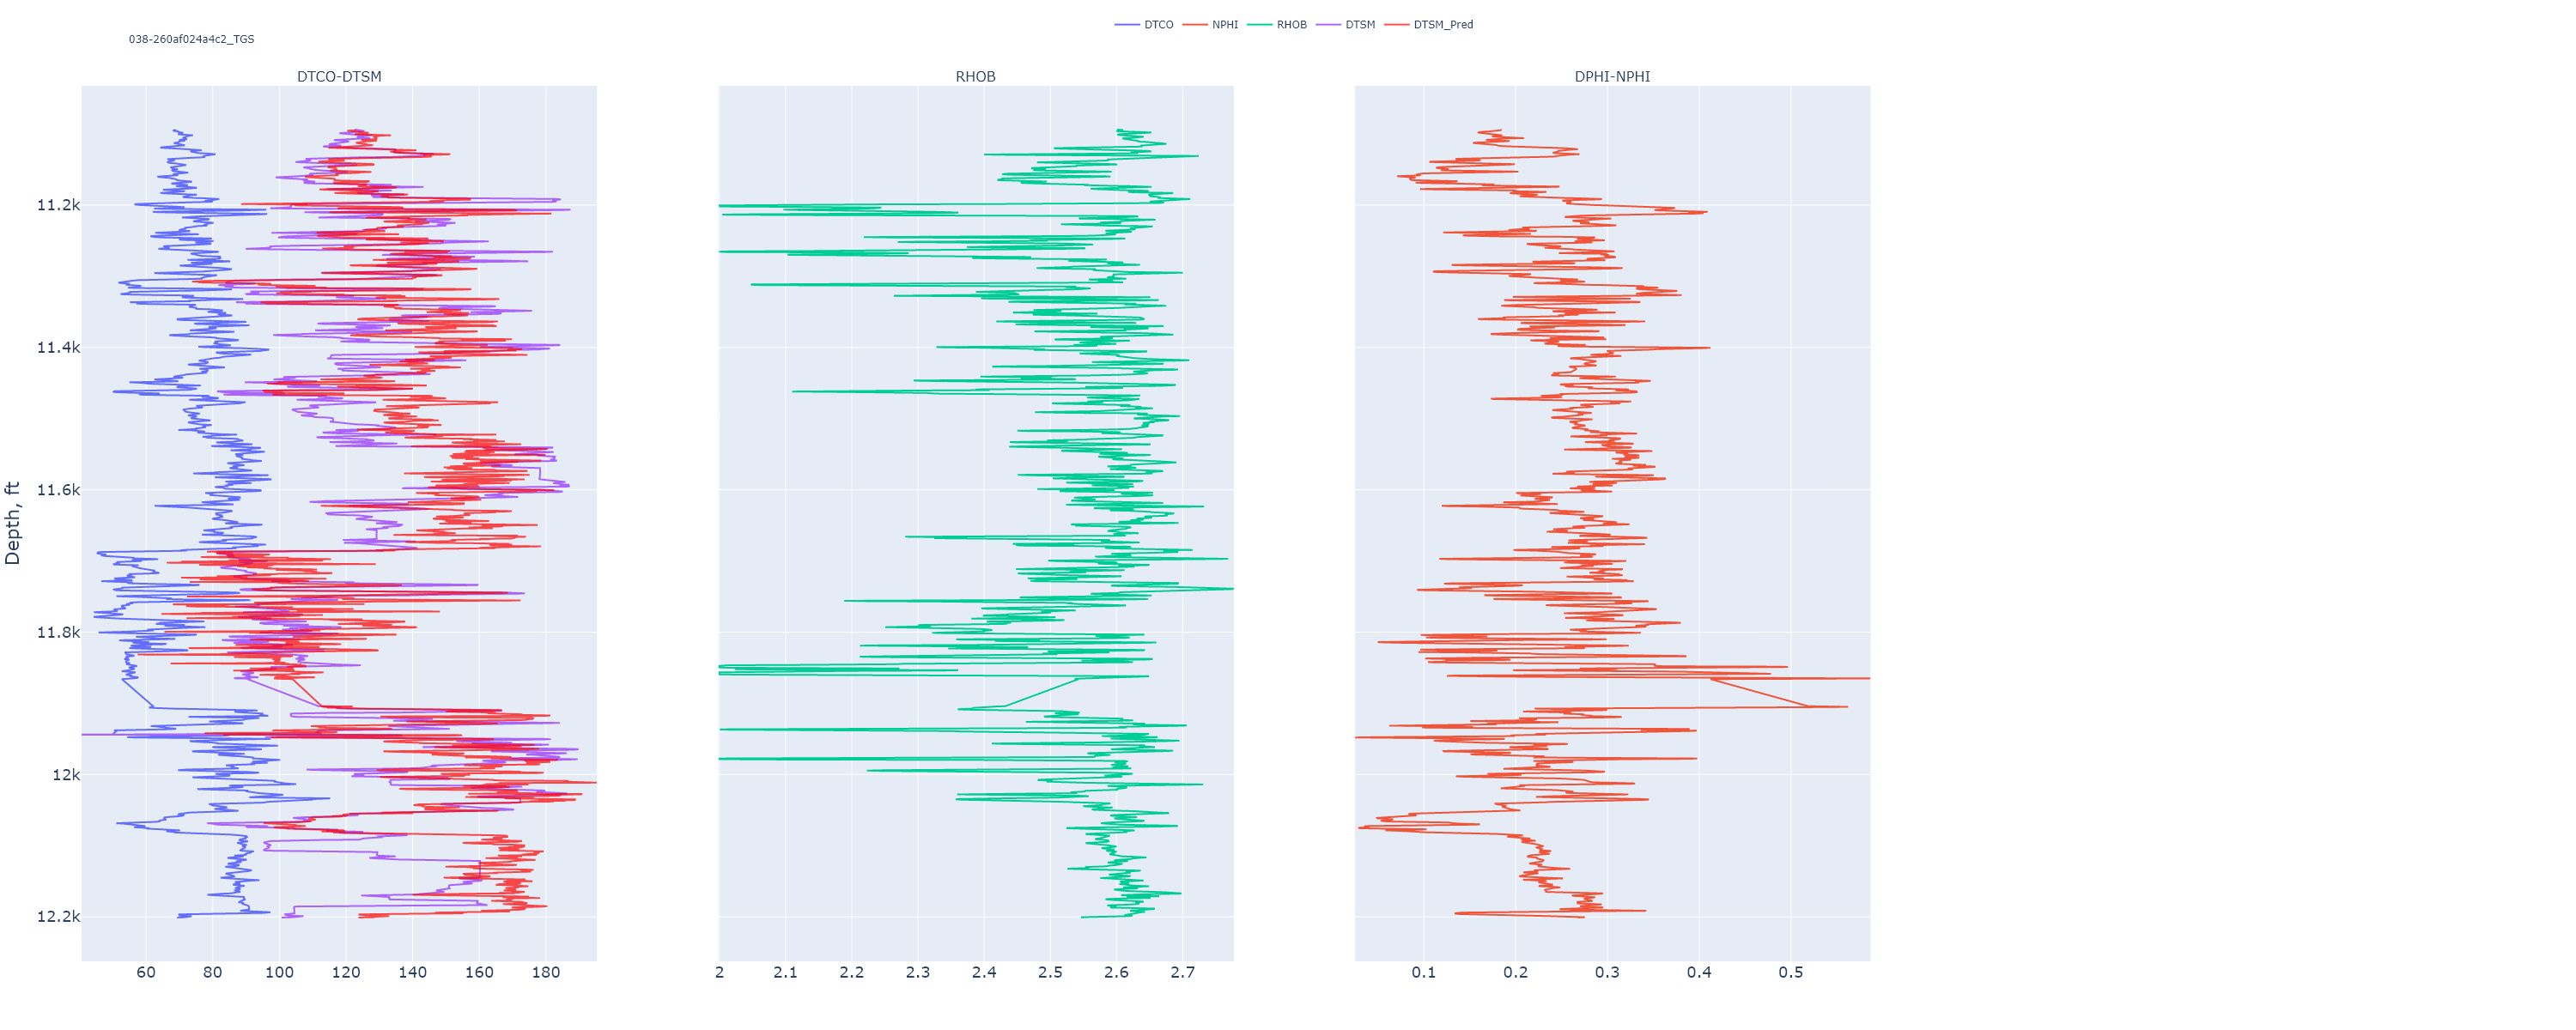 DTCO NPHI RHOB DTSM DTSM_Pred
038-260af024a4c2_TGS
DTCO-DTSM RHOB DPHI-NPHI
Depth, ft
11.2k
11.4k
11.6k
11.8k
12k
12.2k
60 80 100 120 140 160 180 2 2.1 2.2 2.3 2.4 2.5 2.6 2.7 0.1 0.2 0.3 0.4 0.5